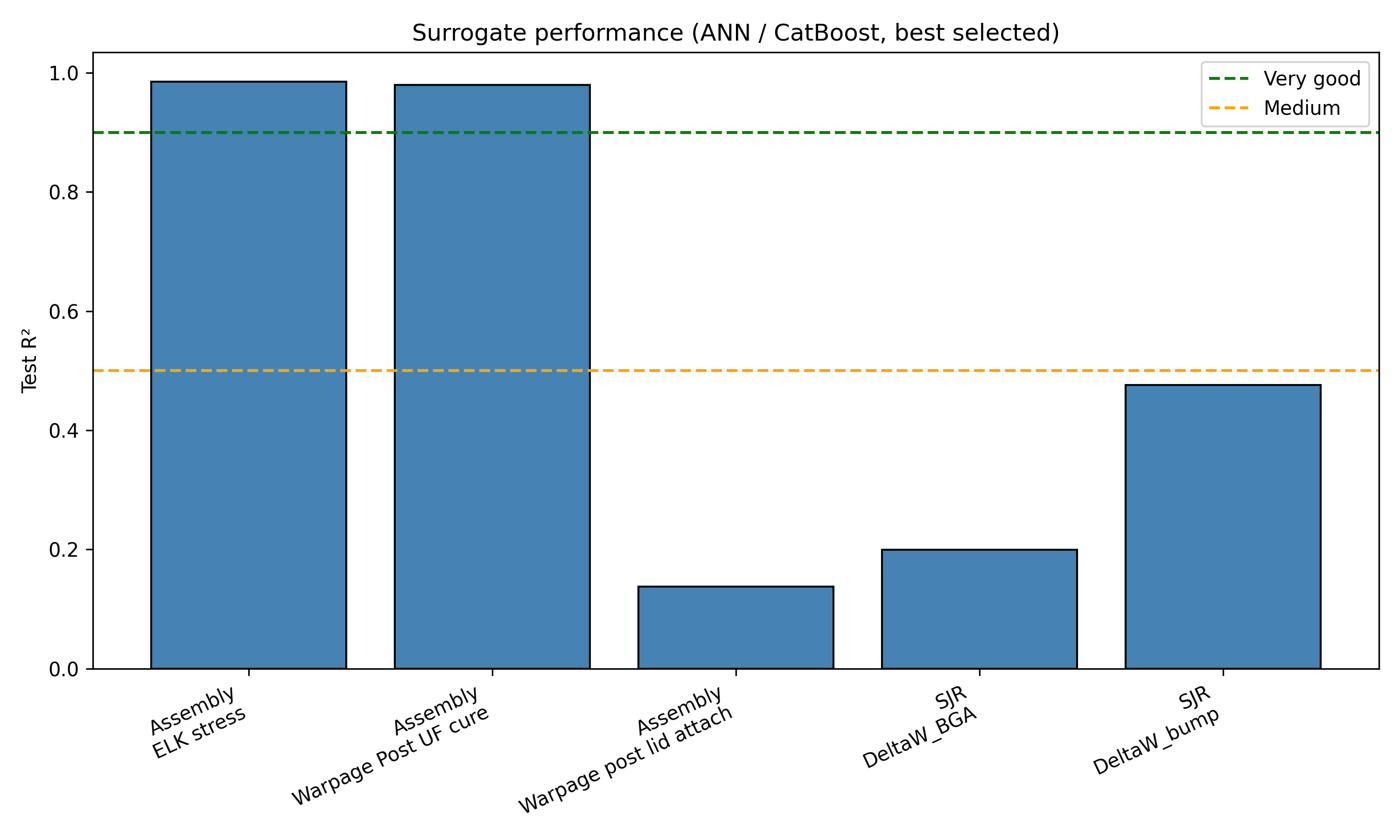 Surrogate performance (ANN / CatBoost, best selected)
Very good
Medium
Test R²
1.0
0.8
0.6
0.4
0.2
0.0
Assembly
ELK stress
Assembly
Warpage Post UF cure
Assembly
Warpage post lid attach
SJR
DeltaW_BGA
SJR
DeltaW_bump